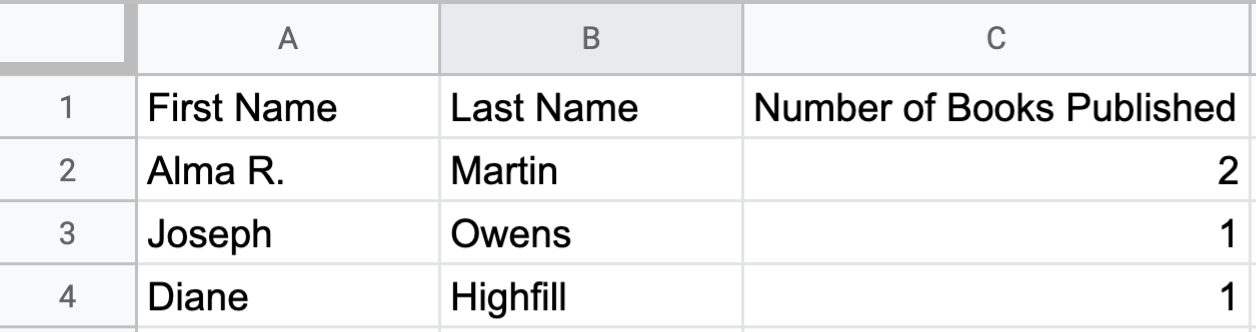 A B C
1 First Name Last Name Number of Books Published
2 Alma R. Martin 2
3 Joseph Owens 1
4 Diane Highfill 1